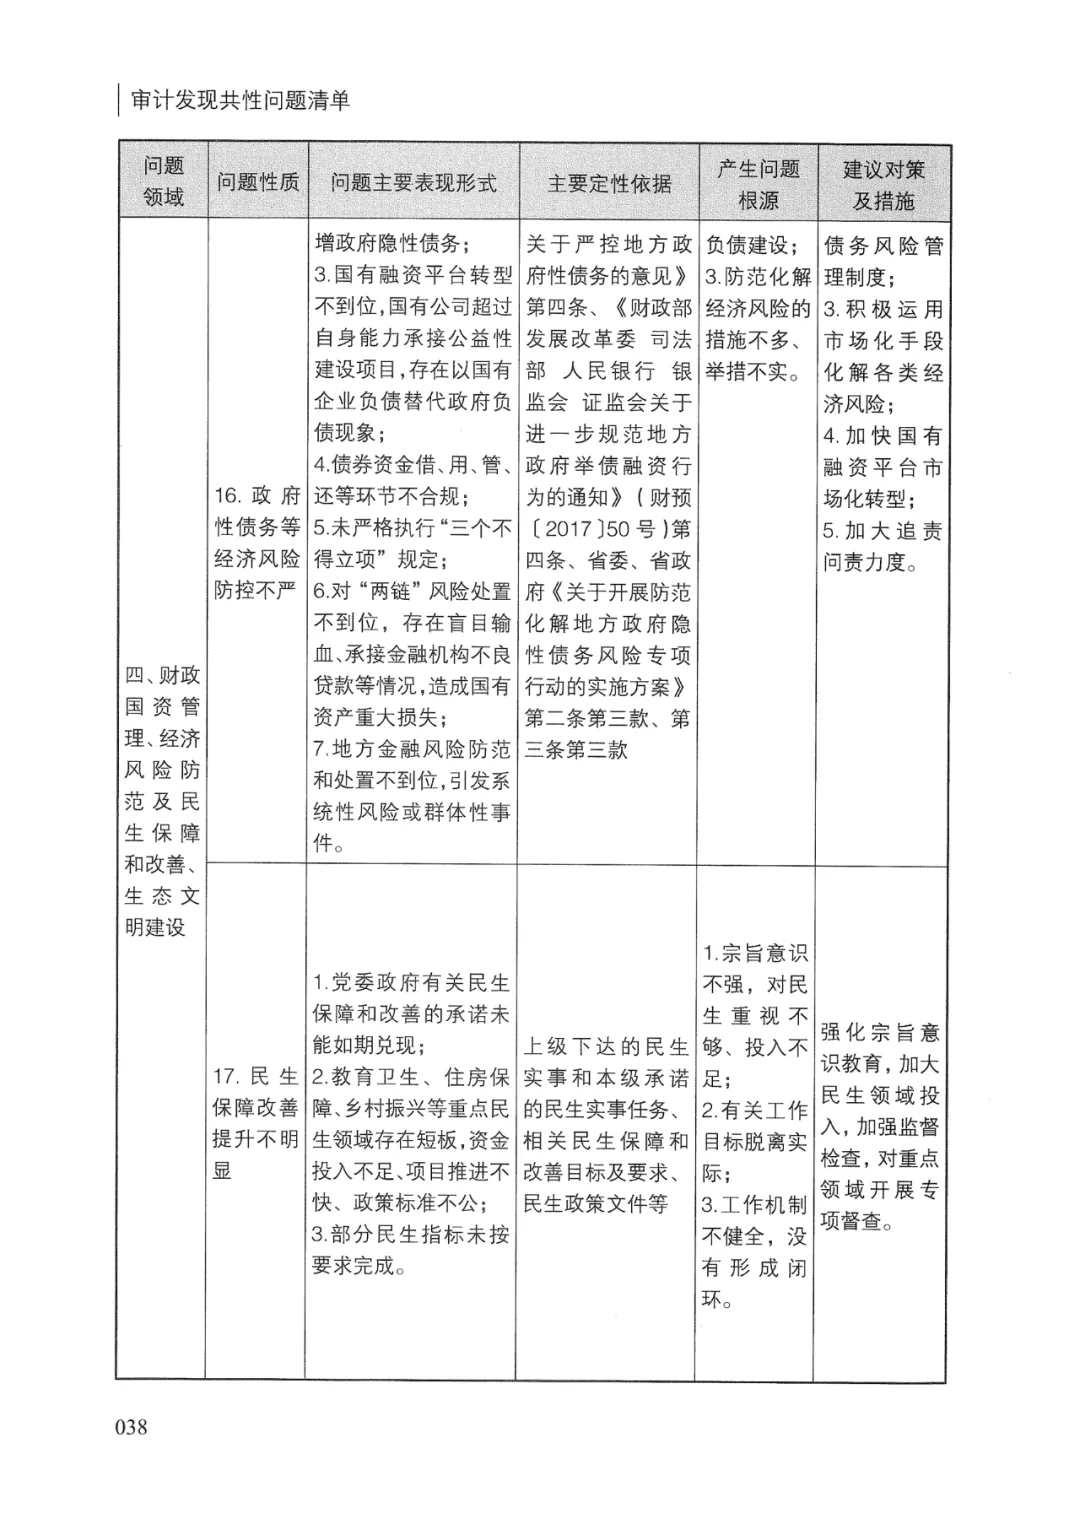 审计发现共性问题清单
问题
领域
问题性质
问题主要表现形式
主要定性依据
产生问题
根源
建议对策
及措施
四、财政
国资管
理、经济
风险防
范及民
生保障
和改善、
生态文
明建设
16.政府
性债务等
经济风险
防控不严
增政府隐性债务；
3.国有融资平台转型
不到位，国有公司超过
自身能力承接公益性
建设项目，存在以国有
企业负债替代政府负
债现象；
4.债券资金借、用、管、
还等环节不合规；
5.未严格执行“三个不
得立项”规定；
6.对“两链”风险处置
不到位，存在盲目输
血、承接金融机构不良
贷款等情况，造成国有
资产重大损失；
7.地方金融风险防范
和处置不到位，引发系
统性风险或群体性事
件。
关于严控地方政
府性债务的意见》
第四条、《财政部
发展改革委 司法
部 人民银行 银
监会 证监会关于
进一步规范地方
政府举债融资行
为的通知》（财预
〔2017〕50号）第
四条、省委、省政
府《关于开展防范
化解地方政府隐
性债务风险专项
行动的实施方案》
第二条第三款、第
三条第三款
负债建设；
3.防范化解
经济风险的
措施不多、
举措不实。
债务风险管
理制度；
3.积极运用
市场化手段
化解各类经
济风险；
4.加快国有
融资平台市
场化转型；
5.加大追责
问责力度。
17.民生
保障改善
提升不明
显
1.党委政府有关民生
保障和改善的承诺未
能如期兑现；
2.教育卫生、住房保
障、乡村振兴等重点民
生领域存在短板，资金
投入不足、项目推进不
快、政策标准不公；
3.部分民生指标未按
要求完成。
上级下达的民生
实事和本级承诺
的民生实事任务、
相关民生保障和
改善目标及要求、
民生政策文件等
1.宗旨意识
不强，对民
生重视不
够、投入不
足；
2.有关工作
目标脱离实
际；
3.工作机制
不健全，没
有形成闭
环。
强化宗旨意
识教育，加大
民生领域投
入，加强监督
检查，对重点
领域开展专
项督查。
038